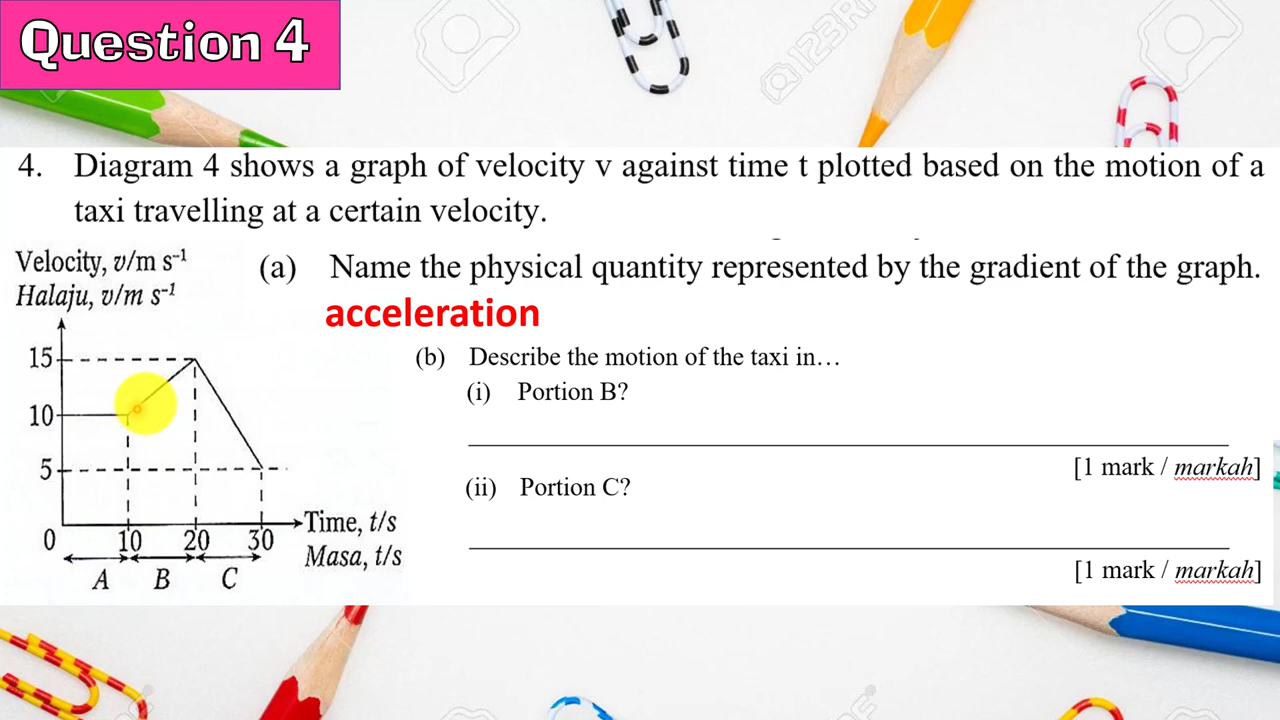 Question 4
4. Diagram 4 shows a graph of velocity v against time t plotted based on the motion of a
taxi travelling at a certain velocity.
Velocity, v/m s⁻¹
Halaju, v/m s⁻¹
(a) Name the physical quantity represented by the gradient of the graph.
acceleration
15
10
5
0
10 20 30
Time, t/s
Masa, t/s
A B C
(b) Describe the motion of the taxi in…
(i) Portion B?
[1 mark / markah]
(ii) Portion C?
[1 mark / markah]
123RF